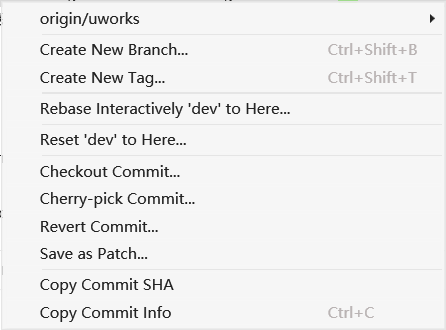 origin/uworks
Create New Branch... Ctrl+Shift+B
Create New Tag... Ctrl+Shift+T
Rebase Interactively 'dev' to Here...
Reset 'dev' to Here...
Checkout Commit...
Cherry-pick Commit...
Revert Commit...
Save as Patch...
Copy Commit SHA
Copy Commit Info Ctrl+C